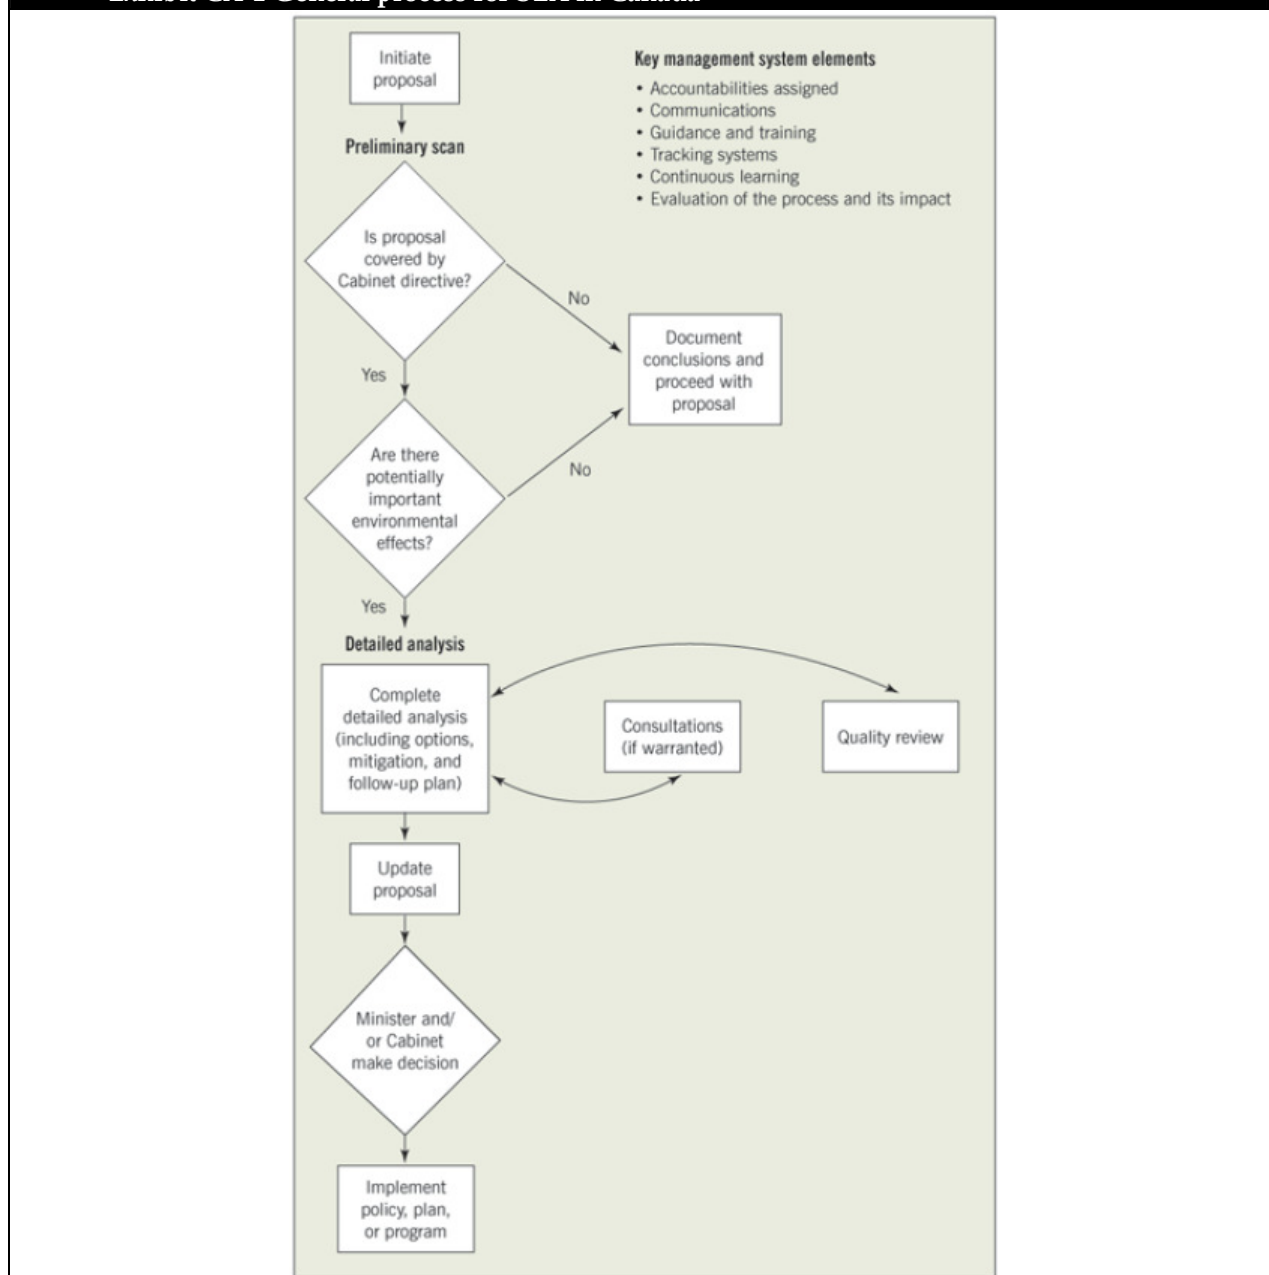 Initiate
proposal
Key management system elements
• Accountabilities assigned
• Communications
• Guidance and training
• Tracking systems
• Continuous learning
• Evaluation of the process and its impact
Preliminary scan
Is proposal
covered by
Cabinet directive?
No
Document
conclusions and
proceed with
proposal
Yes
Are there
potentially
important
environmental
effects?
No
Yes
Detailed analysis
Complete
detailed analysis
(including options,
mitigation, and
follow-up plan)
Consultations
(if warranted)
Quality review
Update
proposal
Minister and/
or Cabinet
make decision
Implement
policy, plan,
or program